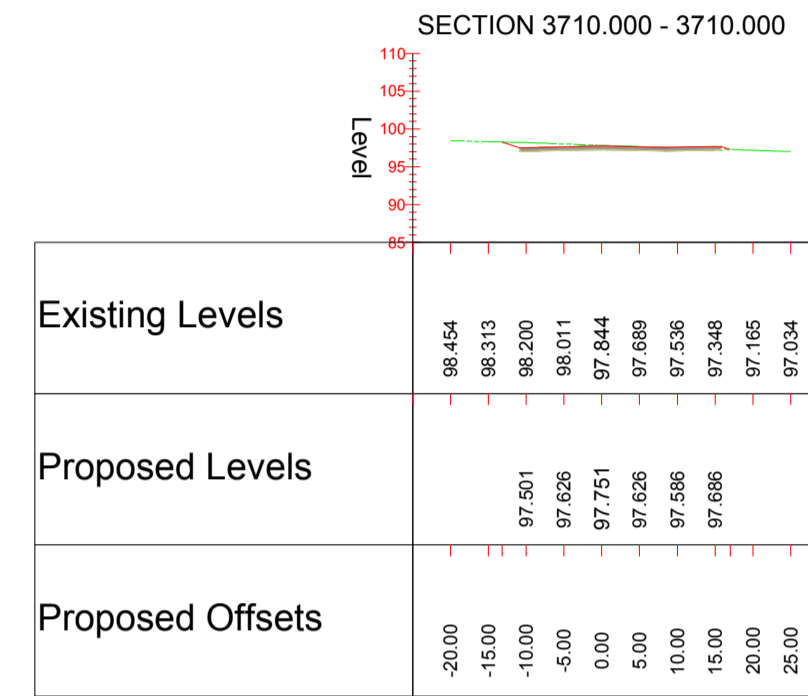 SECTION 3710.000 - 3710.000
110
105
100
95
90
85
Level
Existing Levels
98.454 98.313 98.200 98.011 97.844 97.689 97.536 97.348 97.165 97.034
Proposed Levels
97.501 97.626 97.751 97.626 97.586 97.686
Proposed Offsets
-20.00 -15.00 -10.00 -5.00 0.00 5.00 10.00 15.00 20.00 25.00